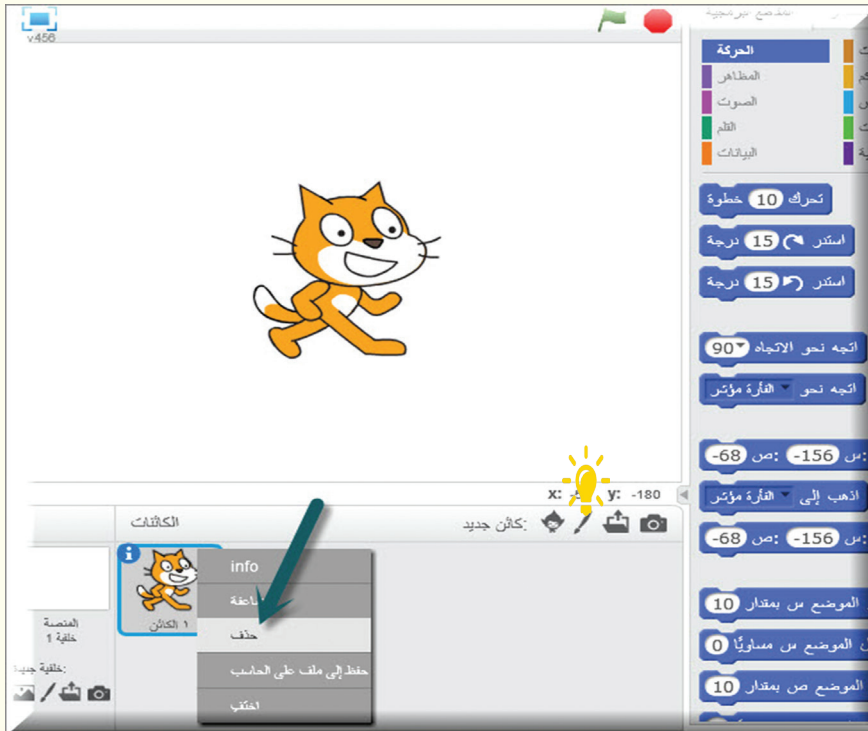 v456
المقاطع البرمجية
الحركة
المظاهر
الصوت
القلم
البيانات
تحرك 10 خطوة
استدر 15 درجة
استدر 15 درجة
اتجه نحو الاتجاه 90
اتجه نحو الفأرة مؤشر
س: -156 ص: -68
اذهب إلى الفأرة مؤشر
س: -156 ص: -68
الموضع س بمقدار 10
الموضع س مساويًا 0
الموضع ص بمقدار 10
x: y: -180
الكائنات
كائن جديد:
info
حذف
حفظ إلى ملف على الحاسب
اختف
١ الكائن
المنصة
خلفية 1
خلفية جديدة: